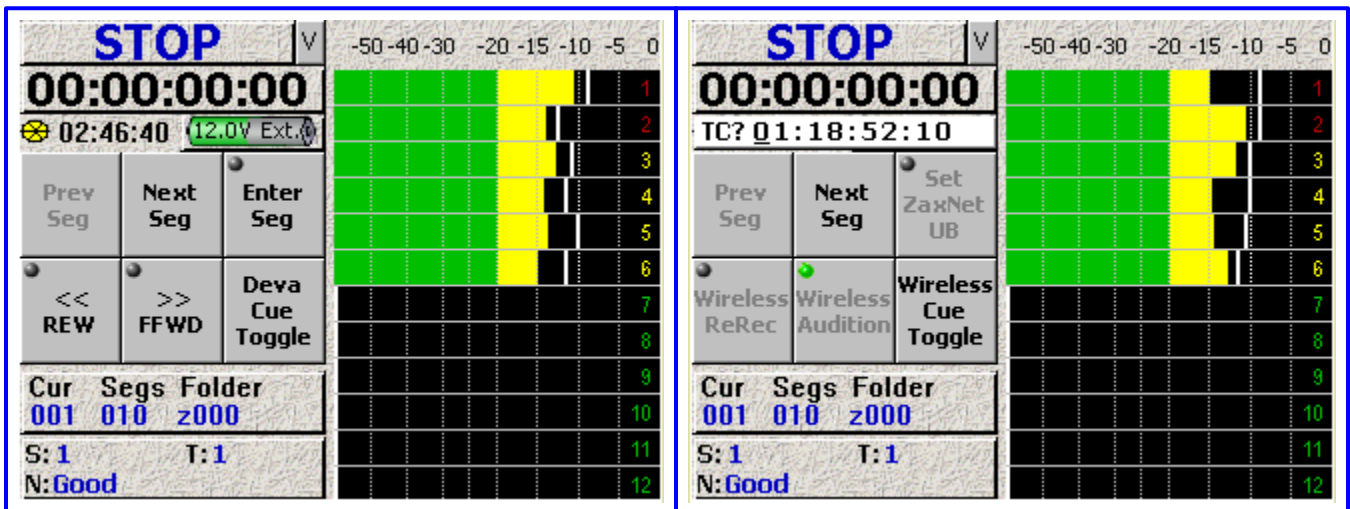 STOP V
-50 -40 -30 -20 -15 -10 -5 0
00:00:00:00
02:46:40 12.0V Ext.
Prev Seg
Next Seg
Enter Seg
<< REW
>> FFWD
Deva Cue Toggle
Cur Segs Folder
001 010 z000
S: 1 T: 1
N: Good
1
2
3
4
5
6
7
8
9
10
11
12
STOP V
-50 -40 -30 -20 -15 -10 -5 0
00:00:00:00
TC? 01:18:52:10
Prev Seg
Next Seg
Set ZaxNet UB
Wireless ReRec
Wireless Audition
Wireless Cue Toggle
Cur Segs Folder
001 010 z000
S: 1 T: 1
N: Good
1
2
3
4
5
6
7
8
9
10
11
12